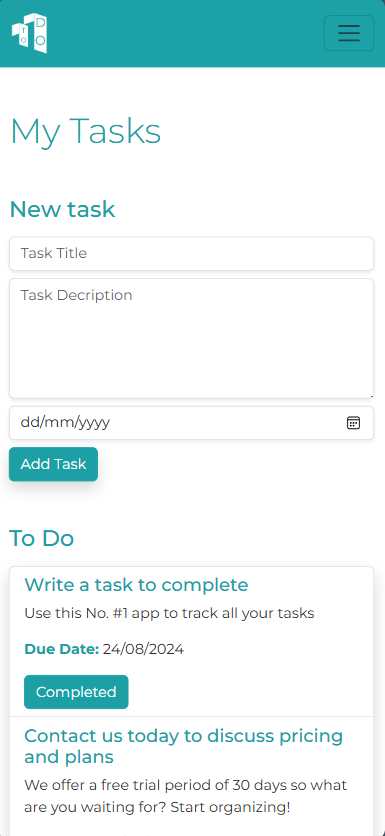 TO
DO
My Tasks
New task
Task Title
Task Decription
dd/mm/yyyy
Add Task
To Do
Write a task to complete
Use this No. #1 app to track all your tasks
Due Date: 24/08/2024
Completed
Contact us today to discuss pricing
and plans
We offer a free trial period of 30 days so what
are you waiting for? Start organizing!